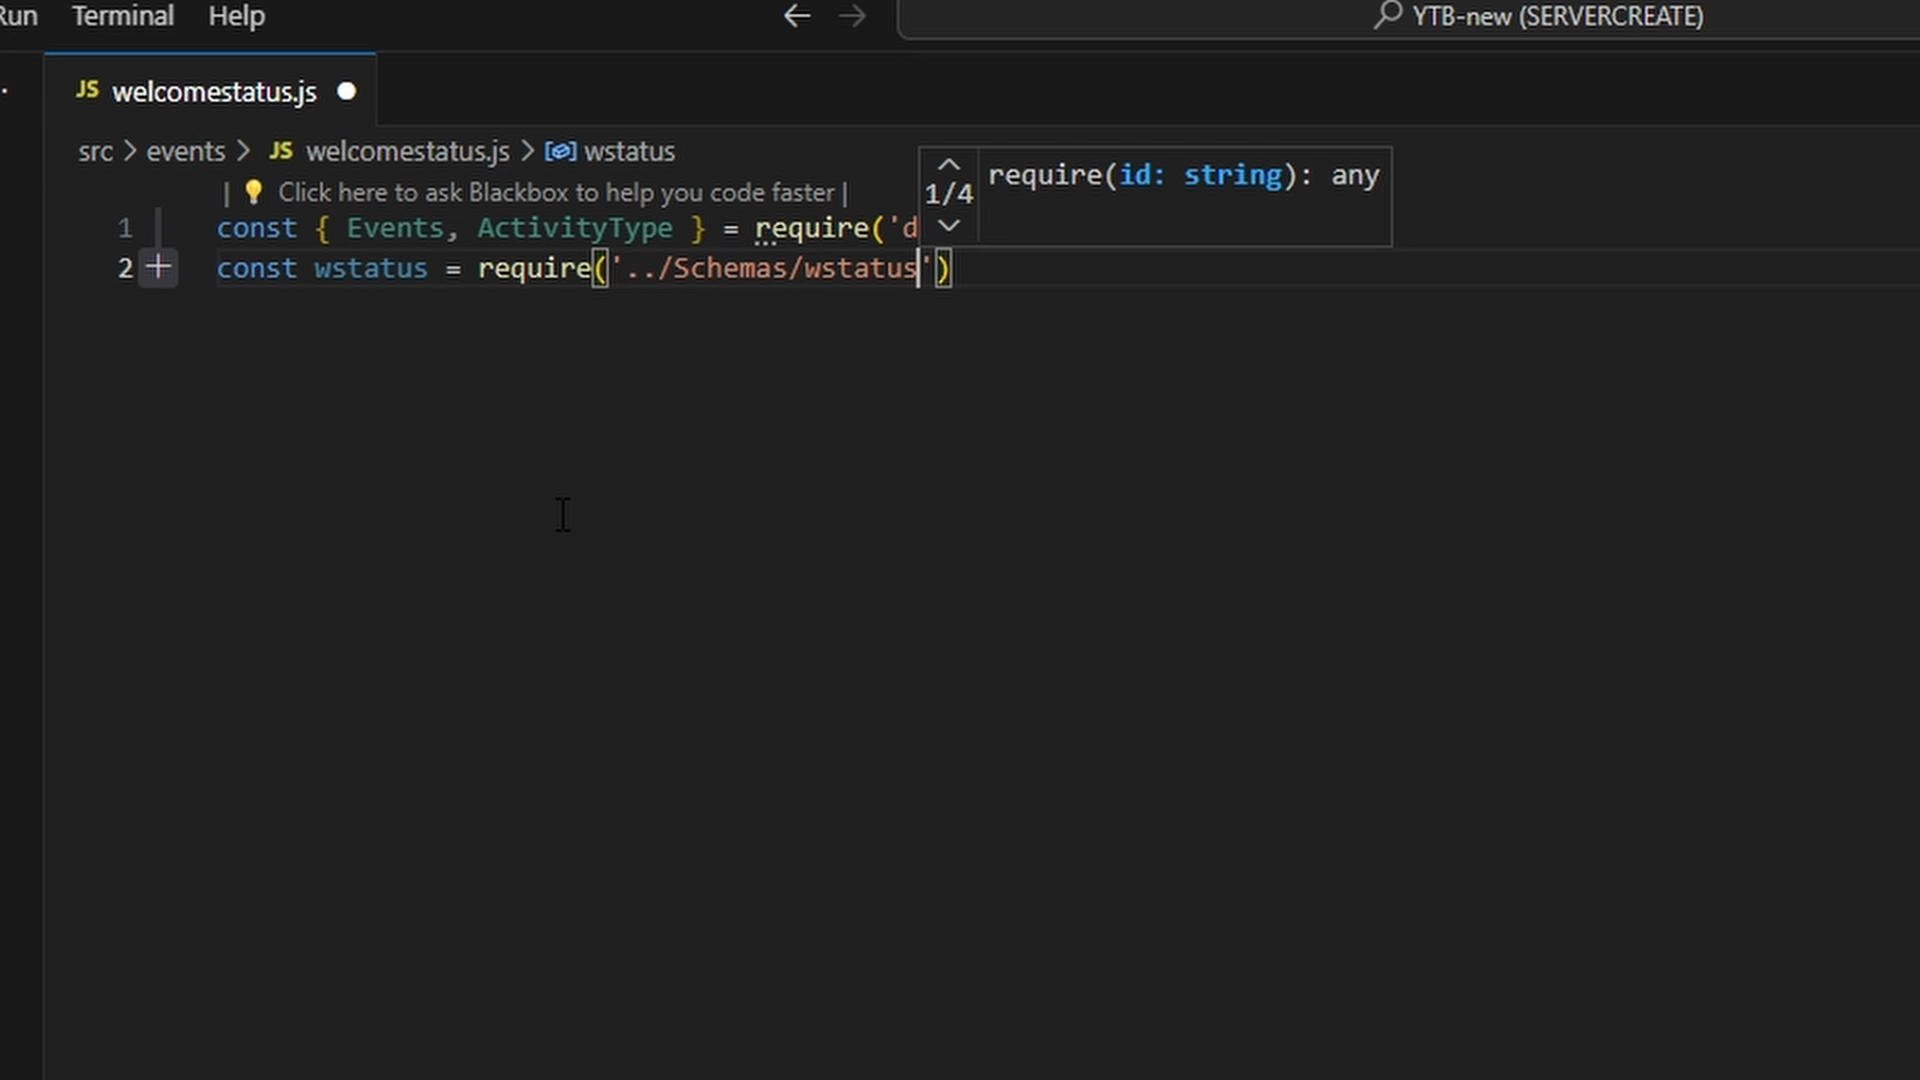 Run Terminal Help
YTB-new (SERVERCREATE)
JS welcomestatus.js
src > events > JS welcomestatus.js > wstatus
| Click here to ask Blackbox to help you code faster |
1/4 require(id: string): any
1 const { Events, ActivityType } = require('d
2 const wstatus = require('../Schemas/wstatus')